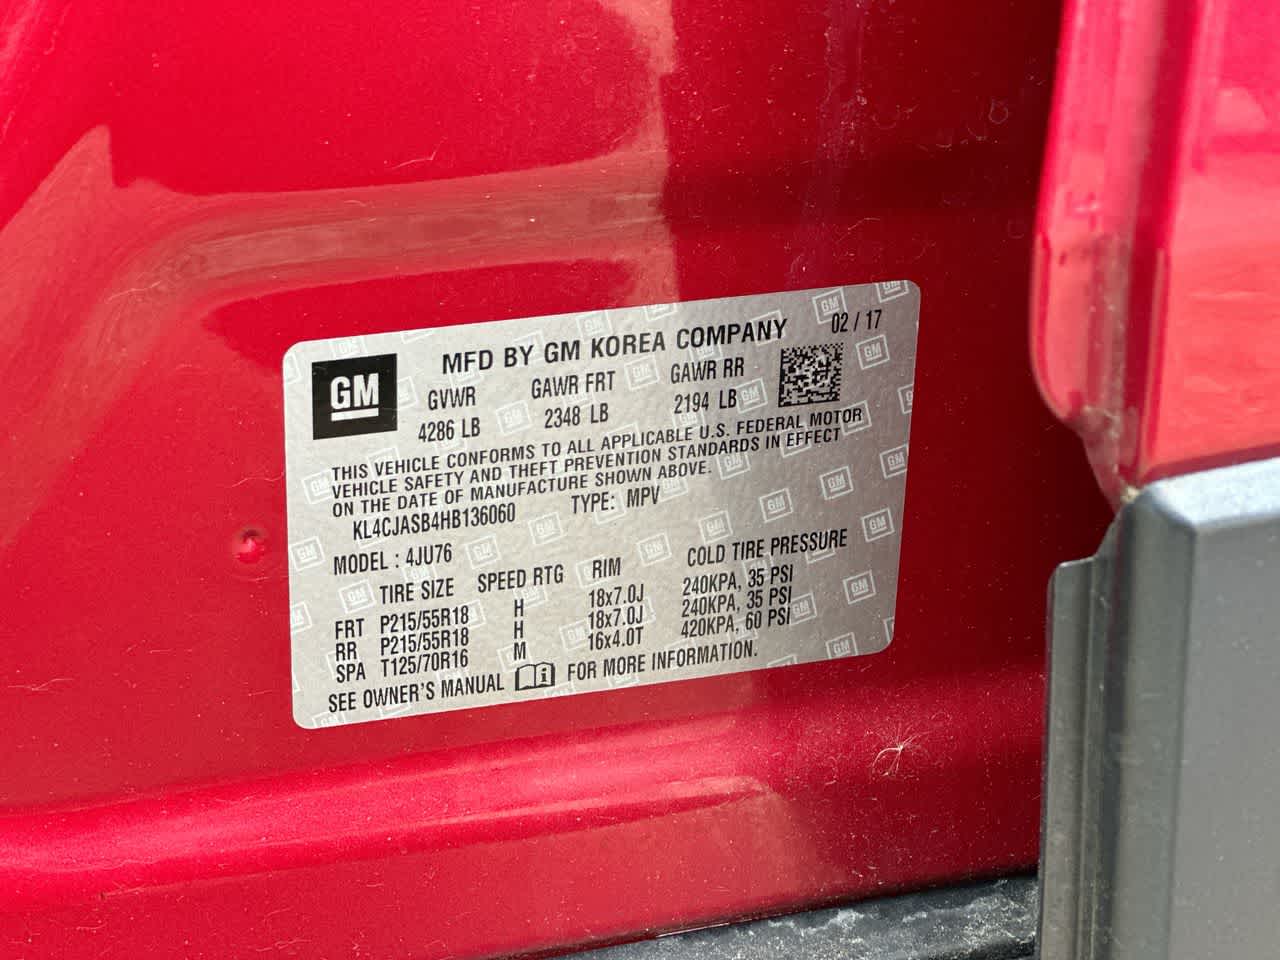 GM
MFD BY GM KOREA COMPANY 02 / 17
GVWR GAWR FRT GAWR RR
4286 LB 2348 LB 2194 LB
THIS VEHICLE CONFORMS TO ALL APPLICABLE U.S. FEDERAL MOTOR
VEHICLE SAFETY AND THEFT PREVENTION STANDARDS IN EFFECT
ON THE DATE OF MANUFACTURE SHOWN ABOVE.
KL4CJASB4HB136060 TYPE: MPV
MODEL : 4JU76
TIRE SIZE SPEED RTG RIM COLD TIRE PRESSURE
FRT P215/55R18 H 18x7.0J 240KPA, 35 PSI
RR P215/55R18 H 18x7.0J 240KPA, 35 PSI
SPA T125/70R16 M 16x4.0T 420KPA, 60 PSI
SEE OWNER'S MANUAL i FOR MORE INFORMATION.